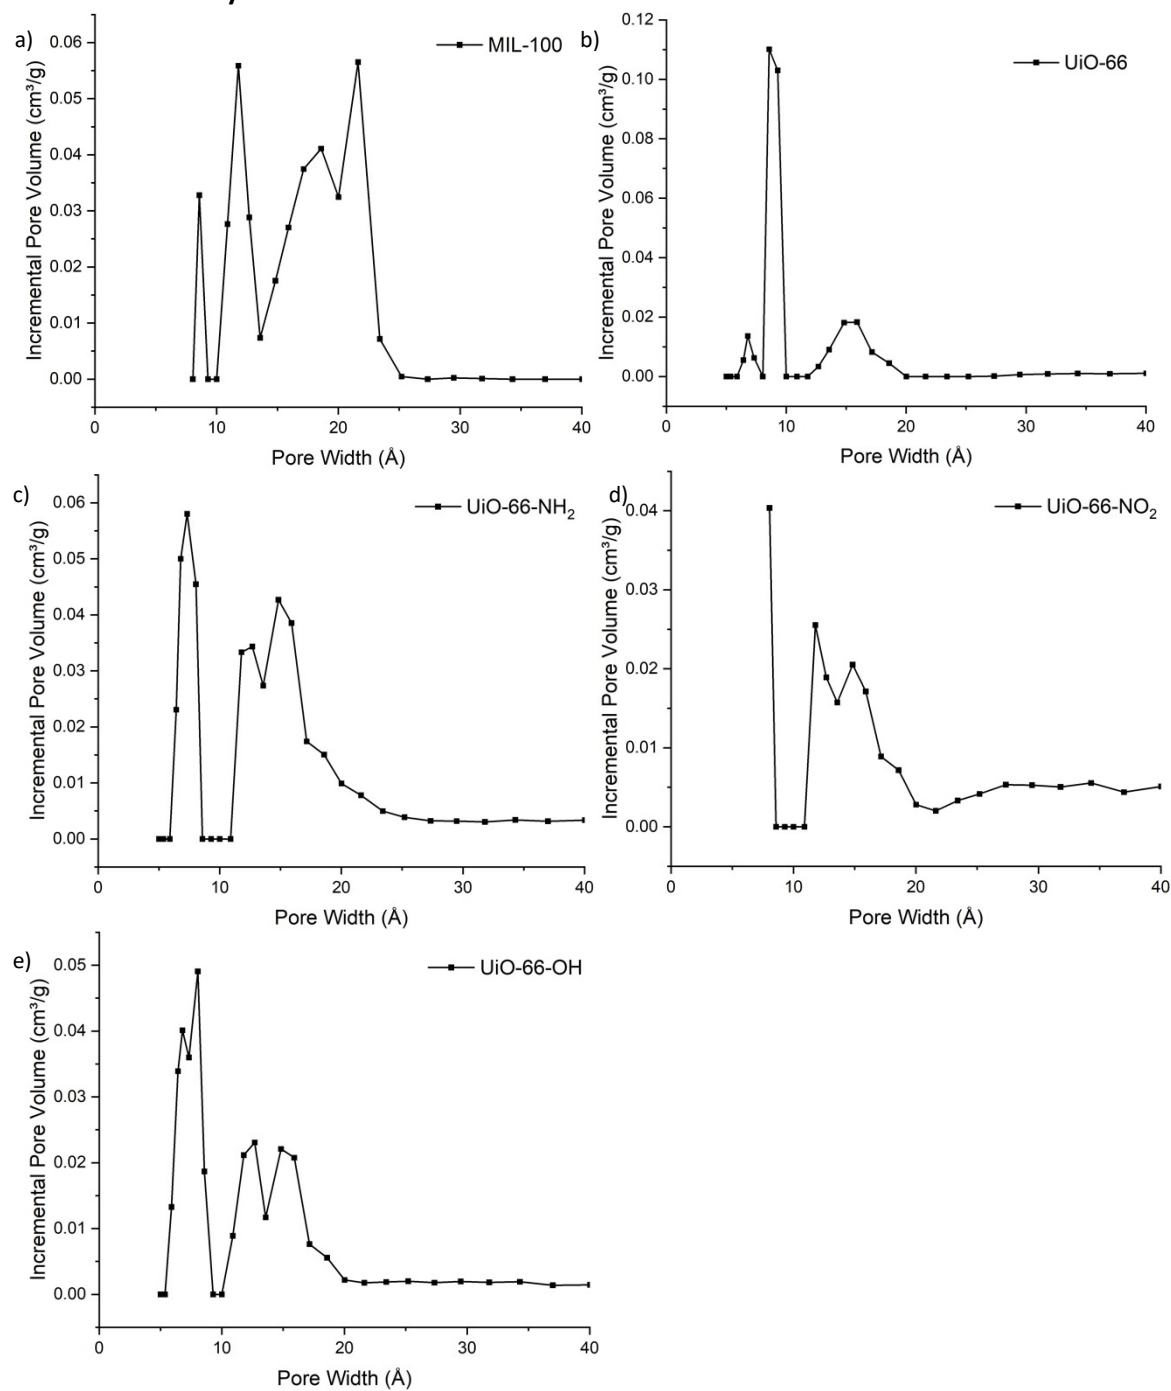 a)
MIL-100
Incremental Pore Volume (cm³/g)
0.06
0.05
0.04
0.03
0.02
0.01
0.00
0 10 20 30 40
Pore Width (Å)
b)
UiO-66
Incremental Pore Volume (cm³/g)
0.12
0.10
0.08
0.06
0.04
0.02
0.00
0 10 20 30 40
Pore Width (Å)
c)
UiO-66-NH₂
Incremental Pore Volume (cm³/g)
0.06
0.05
0.04
0.03
0.02
0.01
0.00
0 10 20 30 40
Pore Width (Å)
d)
UiO-66-NO₂
Incremental Pore Volume (cm³/g)
0.04
0.03
0.02
0.01
0.00
0 10 20 30 40
Pore Width (Å)
e)
UiO-66-OH
Incremental Pore Volume (cm³/g)
0.05
0.04
0.03
0.02
0.01
0.00
0 10 20 30 40
Pore Width (Å)